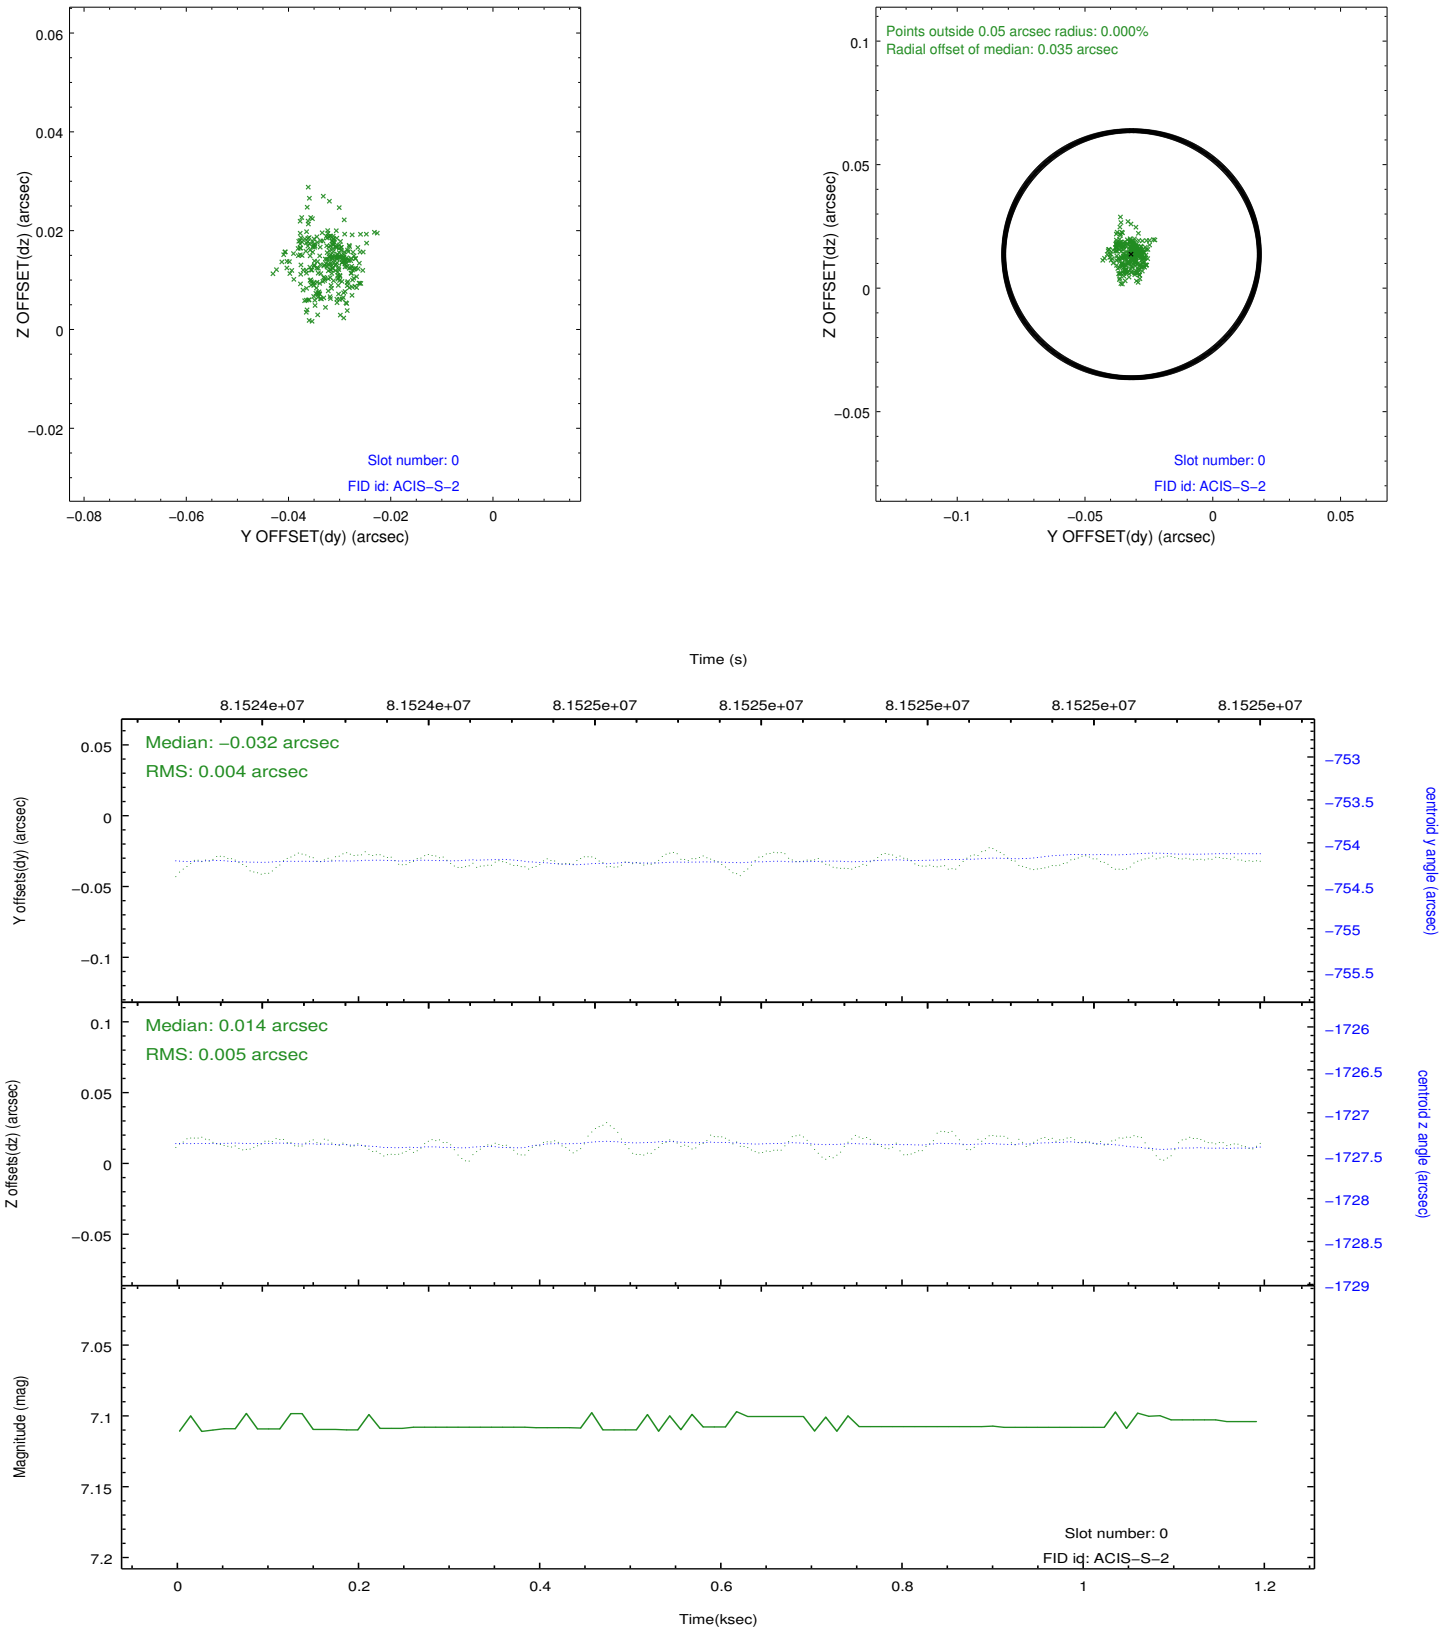 0.06
0.04
0.02
0
−0.02
Z OFFSET(dz) (arcsec)
Slot number: 0
FID id: ACIS−S−2
−0.08
−0.06
−0.04
−0.02
0
Y OFFSET(dy) (arcsec)
Points outside 0.05 arcsec radius: 0.000%
Radial offset of median: 0.035 arcsec
0.1
0.05
0
−0.05
Z OFFSET(dz) (arcsec)
Slot number: 0
FID id: ACIS−S−2
−0.1
−0.05
0
0.05
Y OFFSET(dy) (arcsec)
Time (s)
8.1524e+07
8.1524e+07
8.1525e+07
8.1525e+07
8.1525e+07
8.1525e+07
8.1525e+07
Median: −0.032 arcsec
RMS: 0.004 arcsec
0.05
0
−0.05
−0.1
Y offsets(dy) (arcsec)
−753
−753.5
−754
−754.5
−755
−755.5
centroid y angle (arcsec)
Median: 0.014 arcsec
RMS: 0.005 arcsec
0.1
0.05
0
−0.05
Z offsets(dz) (arcsec)
−1726
−1726.5
−1727
−1727.5
−1728
−1728.5
−1729
centroid z angle (arcsec)
7.05
7.1
7.15
7.2
Magnitude (mag)
Slot number: 0
FID id: ACIS−S−2
0
0.2
0.4
0.6
0.8
1
1.2
Time(ksec)